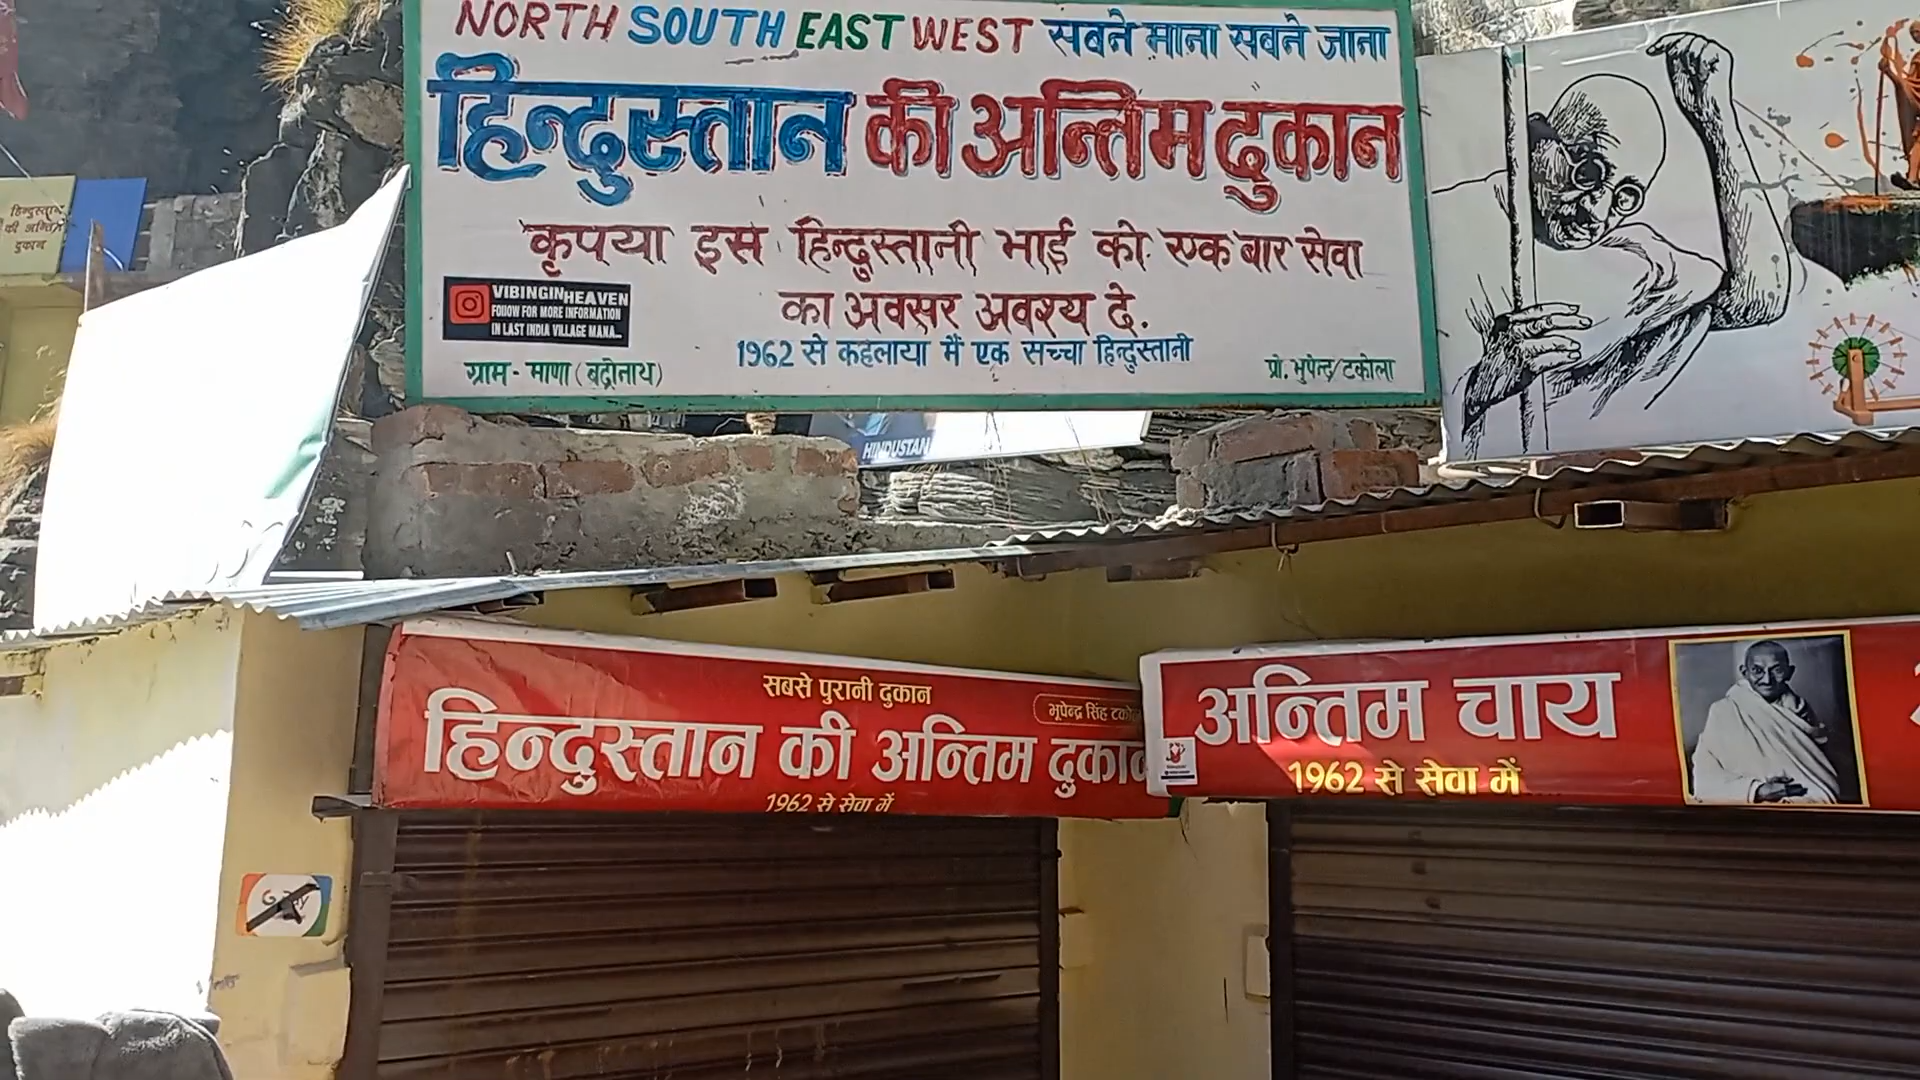 NORTH SOUTH EAST WEST सबने माना सबने जाना
हिन्दुस्तान की अन्तिम दुकान
कृपया इस हिन्दुस्तानी भाई को एक बार सेवा
का अवसर अवश्य दे.
1962 से कहलाया मैं एक सच्चा हिन्दुस्तानी
ग्राम - माणा (बद्रीनाथ)
प्रो. भुपेन्द्र टकोला
VIBINGINHEAVEN
FOLLOW FOR MORE INFORMATION
IN LAST INDIA VILLAGE MANA...
हिन्दुस्तान
की अन्तिम
दुकान
HINDUSTAN
सबसे पुरानी दुकान
भूपेन्द्र सिंह
हिन्दुस्तान की अन्तिम दुकान
1962 से सेवा में
अन्तिम चाय
1962 से सेवा में